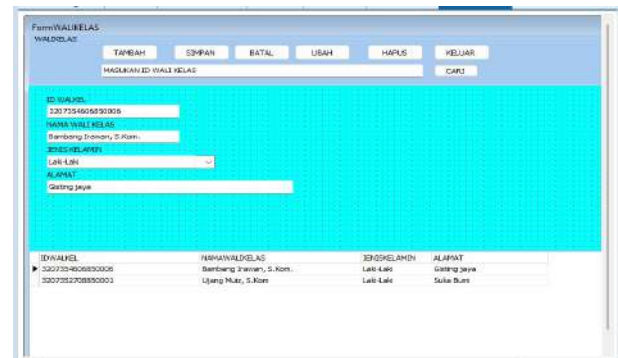 FormWALIKELAS
WALIKELAS
TAMBAH SIMPAN BATAL UBAH HAPUS KELUAR
MASUKAN ID WALI KELAS CARI
ID WALKEL
3207354606850006
NAMA WALI KELAS
Bambang Irawan, S.Kom.
JENIS KELAMIN
Laki-Laki
ALAMAT
Gisting jaya
IDWALKEL NAMAWALIKELAS JENISKELAMIN ALAMAT
3207354606850006 Bambang Irawan, S.Kom. Laki-Laki Gisting jaya
3207352708850001 Ujang Muiz, S.Kom Laki-Laki Suka Bumi